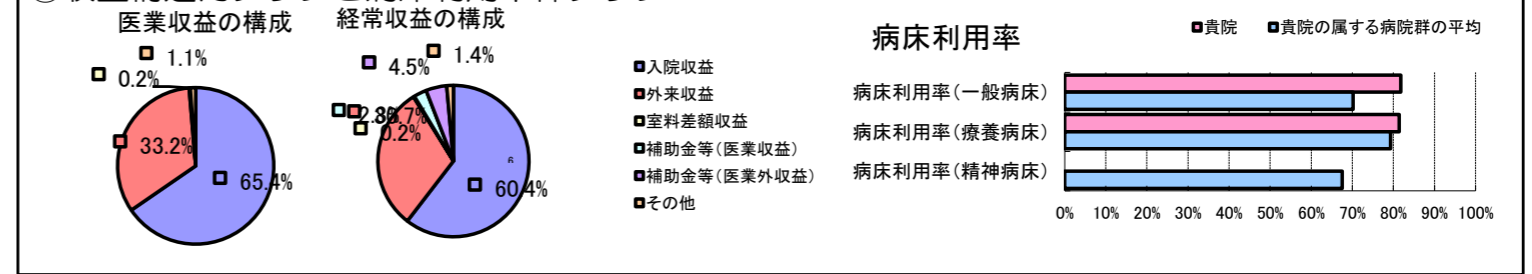 医業収益の構成
1.1%
0.2%
33.2%
65.4%
経常収益の構成
4.5%
1.4%
0.2%
60.4%
入院収益
外来収益
室料差額収益
補助金等(医業収益)
補助金等(医業外収益)
その他
病床利用率
貴院 貴院の属する病院群の平均
病床利用率(一般病床)
病床利用率(療養病床)
病床利用率(精神病床)
0% 10% 20% 30% 40% 50% 60% 70% 80% 90% 100%